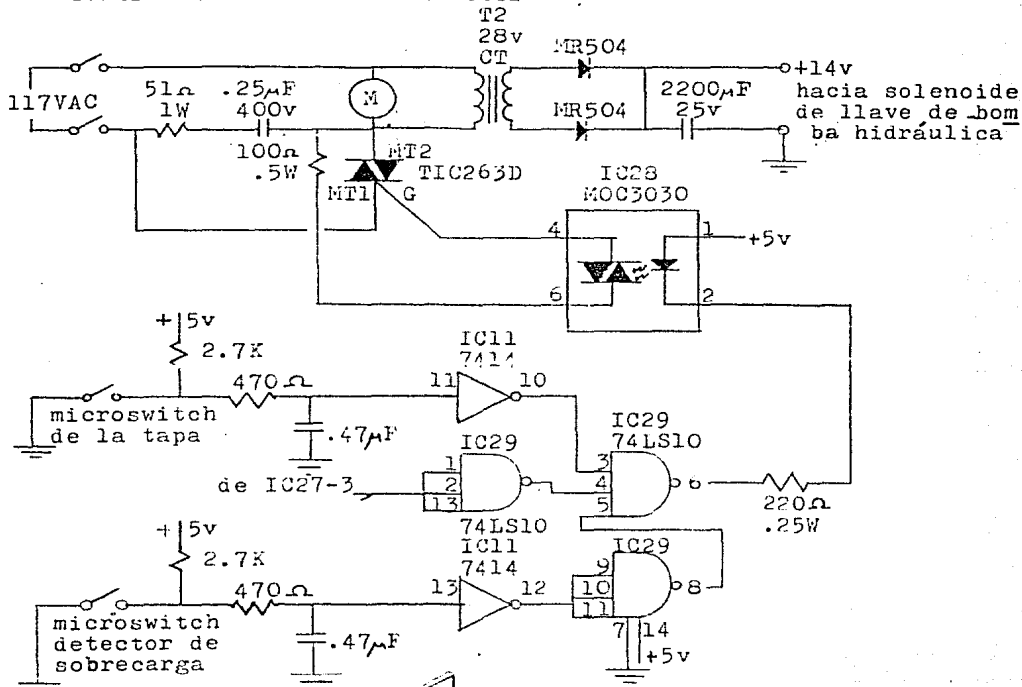 T2
28v
CT
MR504
+14v
117VAC
51Ω
1W
.25µF
400v
M
MR504
2200µF
25v
hacia solenoide
de llave de bom
ba hidráulica
100Ω
.5W
MT2
TIC263D
MT1
G
IC28
MOC3030
4
1
+5v
6
2
+5v
2.7K
470Ω
IC11
7414
11
10
microswitch
de la tapa
.47µF
IC29
IC29
74LS10
1
2
13
de IC27-3
3
4
5
6
220Ω
.25W
74LS10
+5v
2.7K
470Ω
IC11
7414
13
12
IC29
9
10
11
8
7
14
+5v
microswitch
detector de
sobrecarga
.47µF